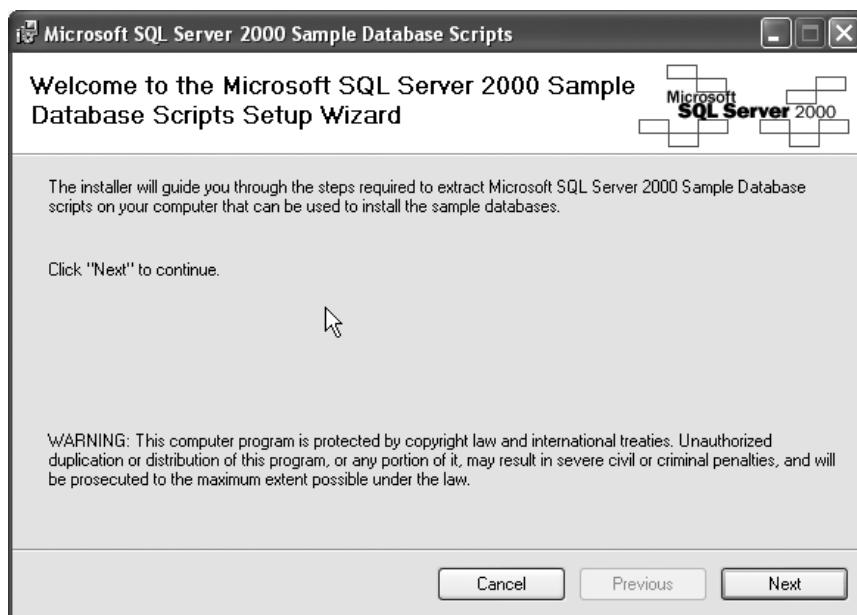 Microsoft SQL Server 2000 Sample Database Scripts
Welcome to the Microsoft SQL Server 2000 Sample
Database Scripts Setup Wizard
Microsoft
SQL Server 2000
The installer will guide you through the steps required to extract Microsoft SQL Server 2000 Sample Database
scripts on your computer that can be used to install the sample databases.
Click "Next" to continue.
WARNING: This computer program is protected by copyright law and international treaties. Unauthorized
duplication or distribution of this program, or any portion of it, may result in severe civil or criminal penalties, and will
be prosecuted to the maximum extent possible under the law.
Cancel
Previous
Next